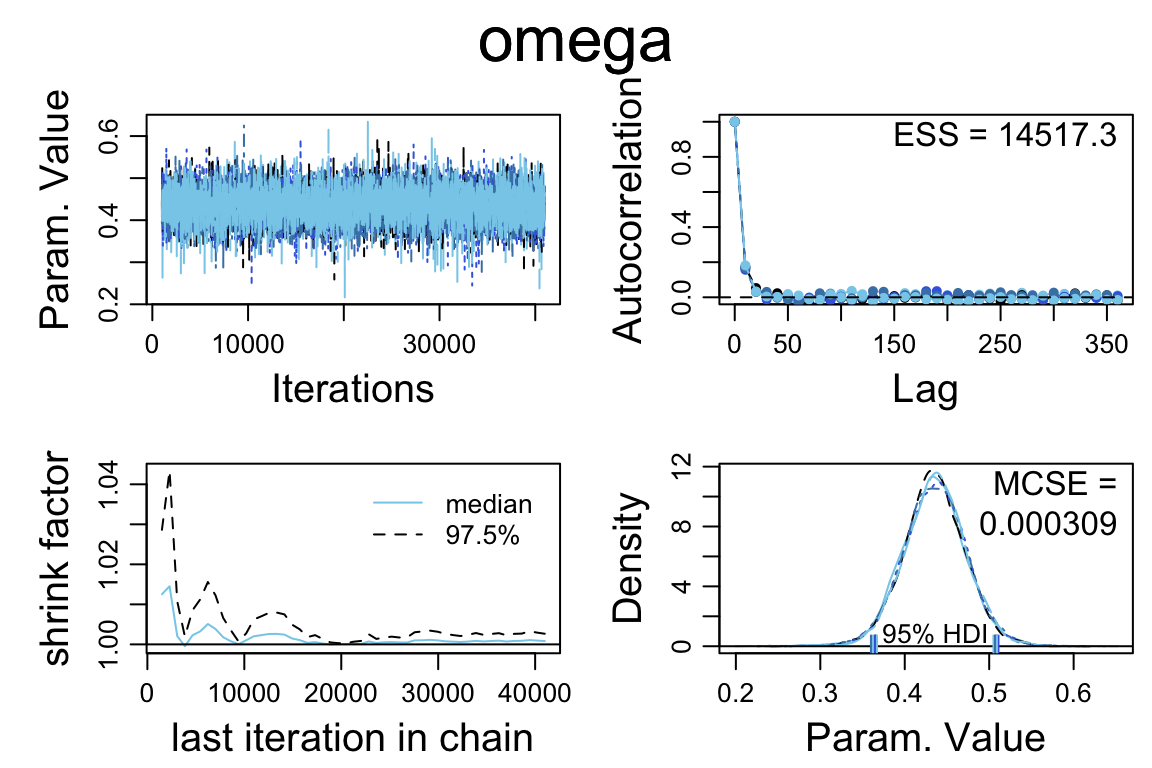 omega
Param. Value
0.2 0.4 0.6
0 10000 30000
Iterations
Autocorrelation
0.0 0.4 0.8
ESS = 14517.3
0 50 150 250 350
Lag
shrink factor
1.00 1.02 1.04
median
97.5%
0 10000 20000 30000 40000
last iteration in chain
Density
0 4 8 12
MCSE =
0.000309
95% HDI
0.2 0.3 0.4 0.5 0.6
Param. Value